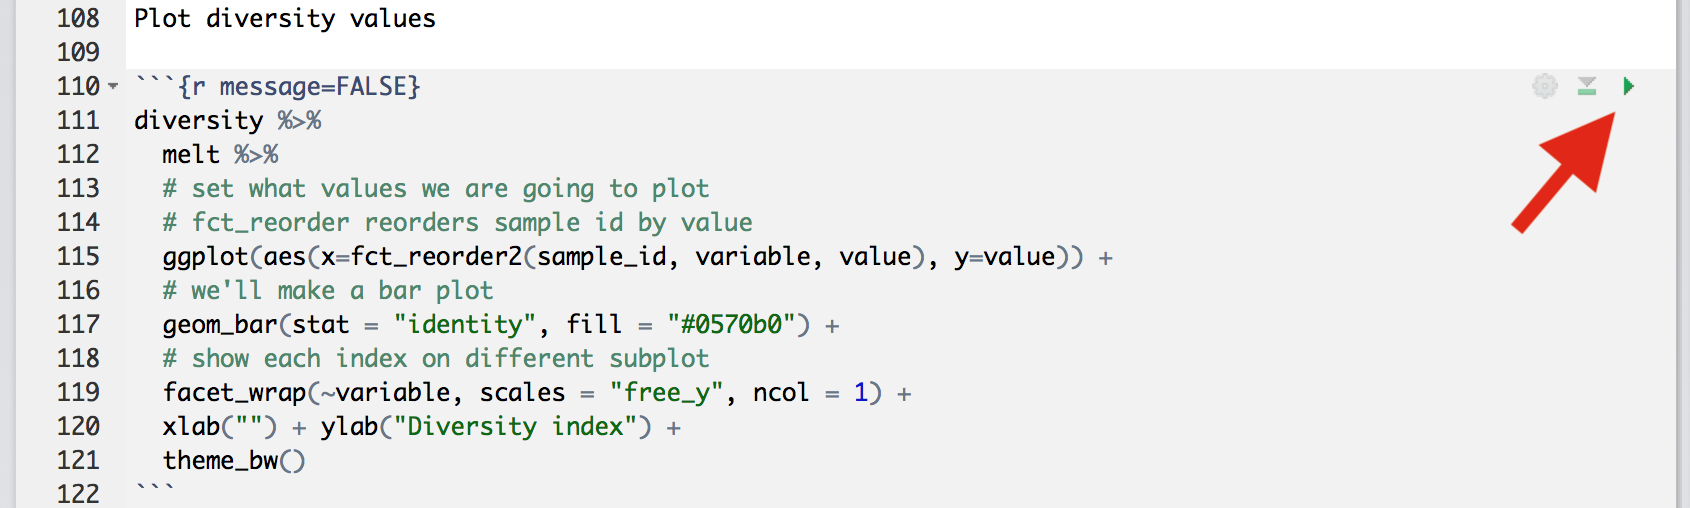 108 Plot diversity values
109
110 ```{r message=FALSE}
111 diversity %>%
112   melt %>%
113   # set what values we are going to plot
114   # fct_reorder reorders sample id by value
115   ggplot(aes(x=fct_reorder2(sample_id, variable, value), y=value)) +
116   # we'll make a bar plot
117   geom_bar(stat = "identity", fill = "#0570b0") +
118   # show each index on different subplot
119   facet_wrap(~variable, scales = "free_y", ncol = 1) +
120   xlab("") + ylab("Diversity index") +
121   theme_bw()
122 ```